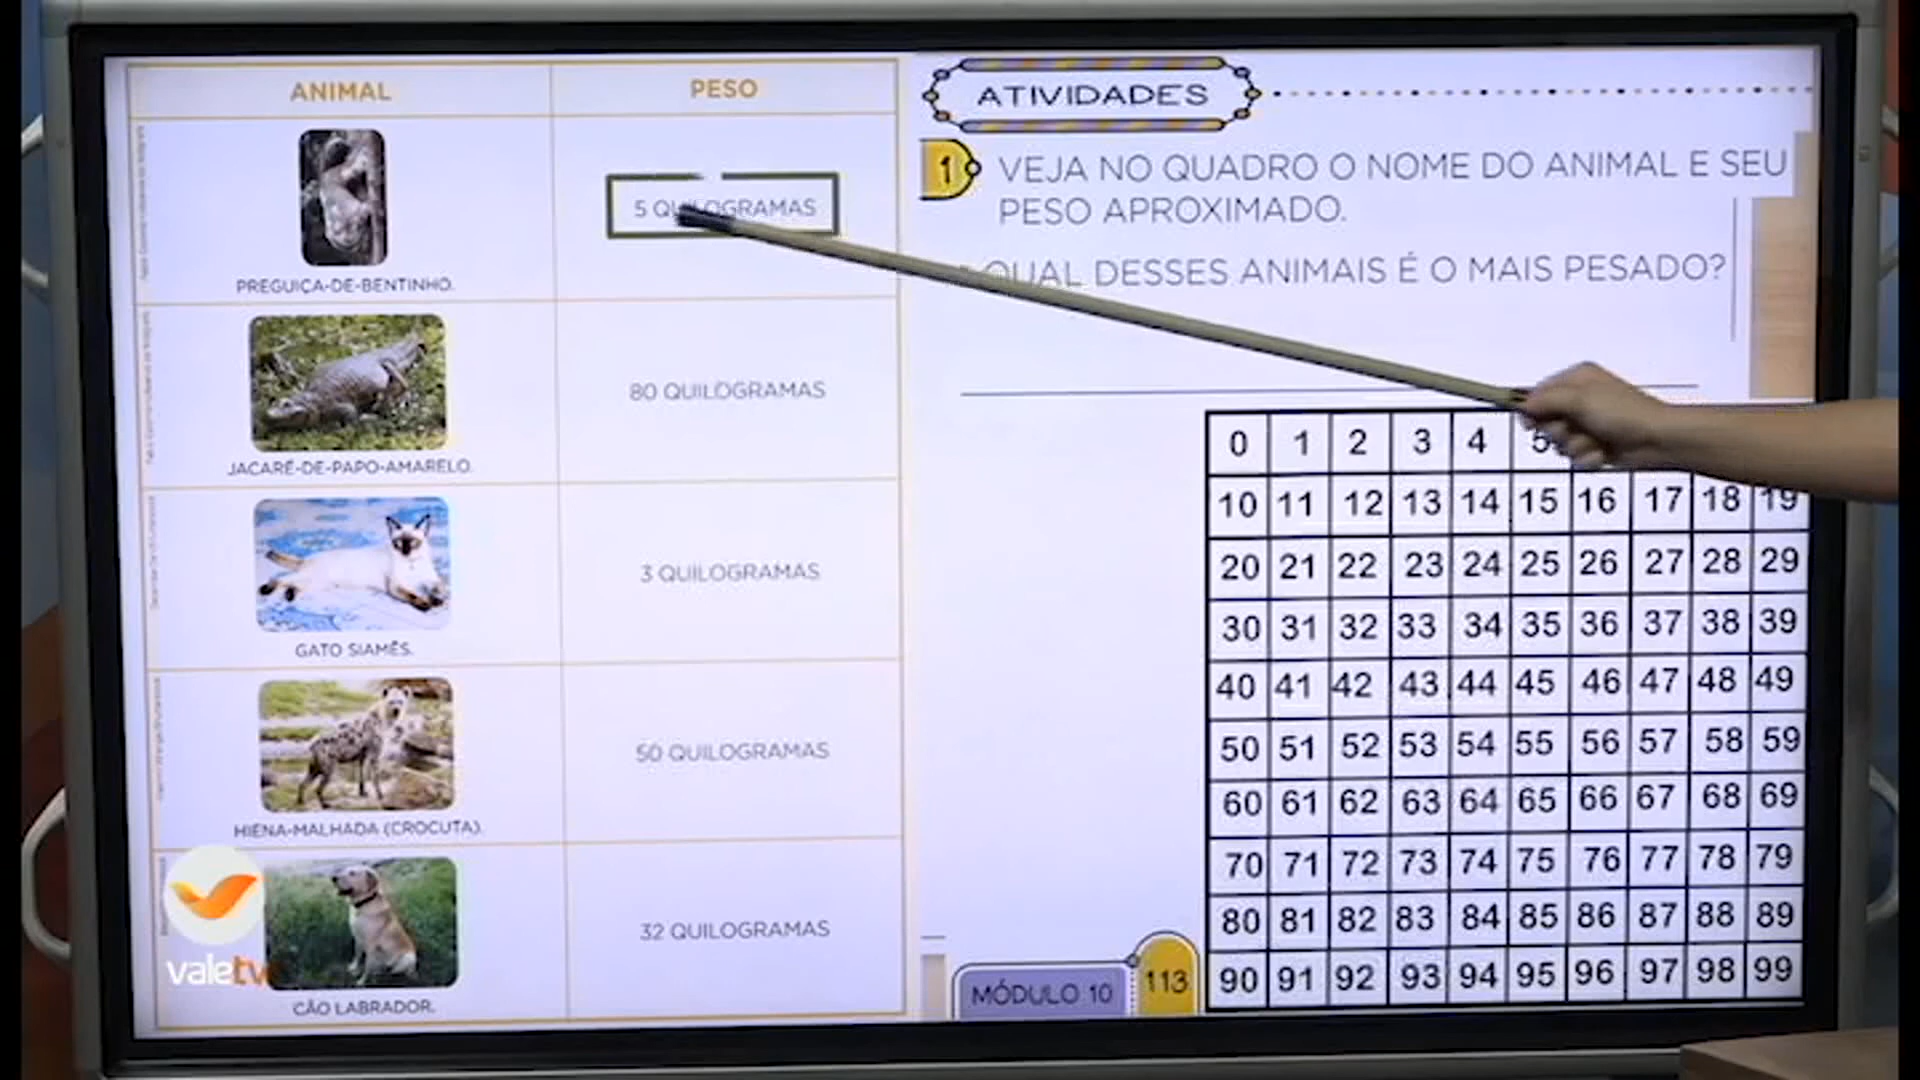 ANIMAL
PESO
PREGUIÇA-DE-BENTINHO.
5 QUILOGRAMAS
JACARÉ-DE-PAPO-AMARELO.
80 QUILOGRAMAS
GATO SIAMÊS.
3 QUILOGRAMAS
HIENA-MALHADA (CROCUTA).
50 QUILOGRAMAS
CÃO LABRADOR.
32 QUILOGRAMAS
valetv
ATIVIDADES
1 VEJA NO QUADRO O NOME DO ANIMAL E SEU
PESO APROXIMADO.
QUAL DESSES ANIMAIS É O MAIS PESADO?
0 1 2 3 4 5
10 11 12 13 14 15 16 17 18 19
20 21 22 23 24 25 26 27 28 29
30 31 32 33 34 35 36 37 38 39
40 41 42 43 44 45 46 47 48 49
50 51 52 53 54 55 56 57 58 59
60 61 62 63 64 65 66 67 68 69
70 71 72 73 74 75 76 77 78 79
80 81 82 83 84 85 86 87 88 89
90 91 92 93 94 95 96 97 98 99
MÓDULO 10
113